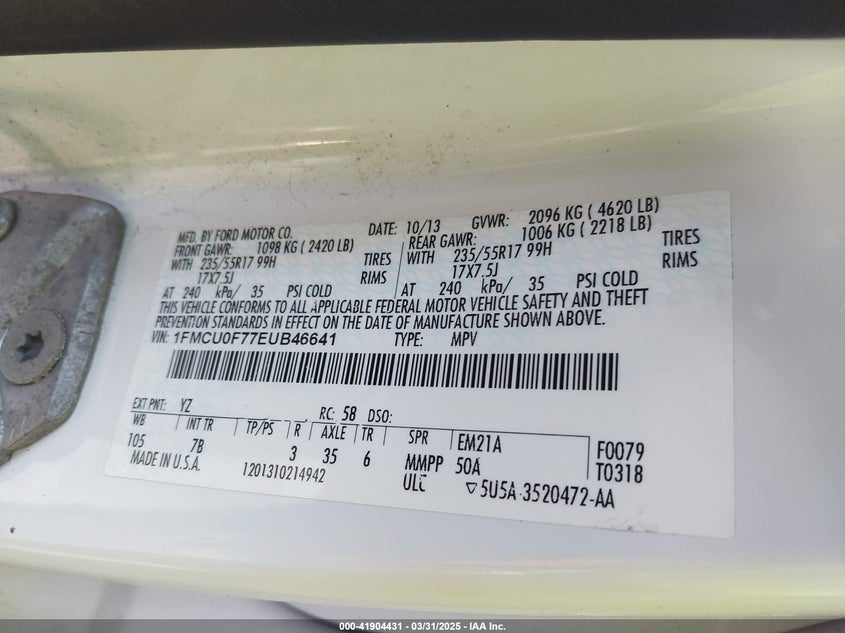 MFD. BY FORD MOTOR CO. DATE: 10/13 GVWR: 2096 KG ( 4620 LB)
FRONT GAWR: 1098 KG ( 2420 LB) REAR GAWR: 1006 KG ( 2218 LB)
WITH 235/55R17 99H TIRES WITH 235/55R17 99H TIRES
17X7.5J RIMS 17X7.5J RIMS
AT 240 kPa/ 35 PSI COLD AT 240 kPa/ 35 PSI COLD
THIS VEHICLE CONFORMS TO ALL APPLICABLE FEDERAL MOTOR VEHICLE SAFETY AND THEFT
PREVENTION STANDARDS IN EFFECT ON THE DATE OF MANUFACTURE SHOWN ABOVE.
VIN: 1FMCU0F77EUB46641 TYPE: MPV
EXT PNT: YZ RC: 58 DSO:
WB INT TR TP/PS R AXLE TR SPR EM21A F0079
105 7B 3 35 6 MMPP 50A T0318
MADE IN U.S.A. 1201310214942 5U5A-3520472-AA
000-41904431 - 03/31/2025 - IAA Inc.